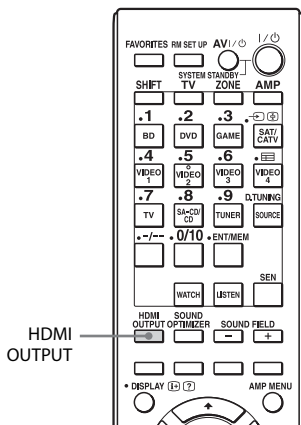 FAVORITES RM SET UP AV I/⏻ I/⏻
SYSTEM STANDBY
SHIFT TV ZONE AMP
.1 .2 .3
BD DVD GAME SAT/CATV
.4 .5 .6
VIDEO 1 VIDEO 2 VIDEO 3 VIDEO 4
.7 .8 .9 D.TUNING
TV SA-CD/CD TUNER SOURCE
•-/-- • 0/10 • ENT/MEM
SEN
WATCH LISTEN
HDMI OUTPUT SOUND OPTIMIZER SOUND FIELD
− +
HDMI
OUTPUT
• DISPLAY ? AMP MENU